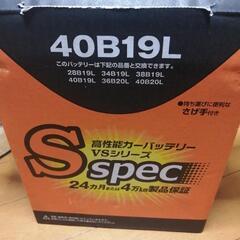 40B19L
このバッテリーは下記の品番と交換できます。
28B19L 34B19L 38B19L
40B19L 36B20L 40B20L
●持ち運びに便利な
さげ手付き
S spec
高性能カーバッテリー
VSシリーズ
24カ月または4万km製品保証